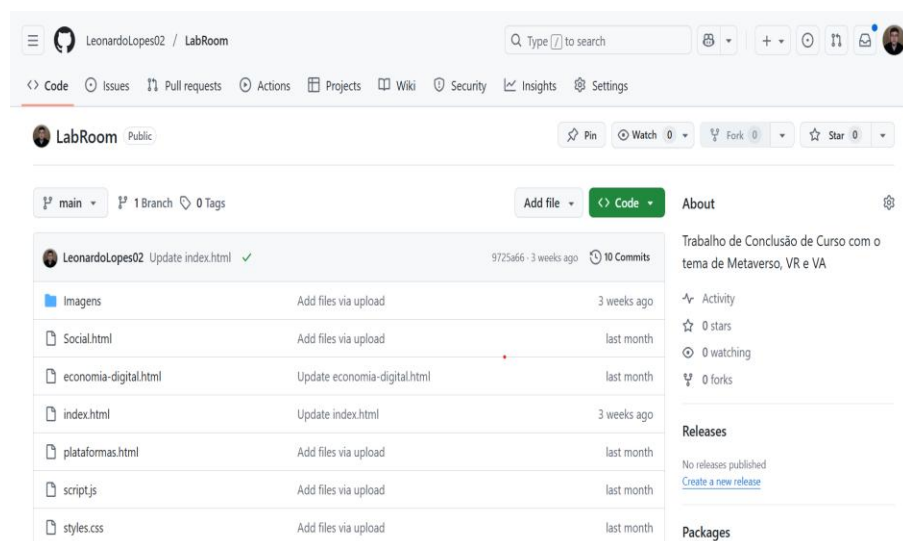 LeonardoLopes02 / LabRoom
Type / to search
Code Issues Pull requests Actions Projects Wiki Security Insights Settings
LabRoom Public
Pin Watch 0 Fork 0 Star 0
main 1 Branch 0 Tags
Add file Code
LeonardoLopes02 Update index.html
9725a66 · 3 weeks ago 10 Commits
Imagens Add files via upload 3 weeks ago
Social.html Add files via upload last month
economia-digital.html Update economia-digital.html last month
index.html Update index.html 3 weeks ago
plataformas.html Add files via upload last month
script.js Add files via upload last month
styles.css Add files via upload last month
About
Trabalho de Conclusão de Curso com o
tema de Metaverso, VR e VA
Activity
0 stars
0 watching
0 forks
Releases
No releases published
Create a new release
Packages